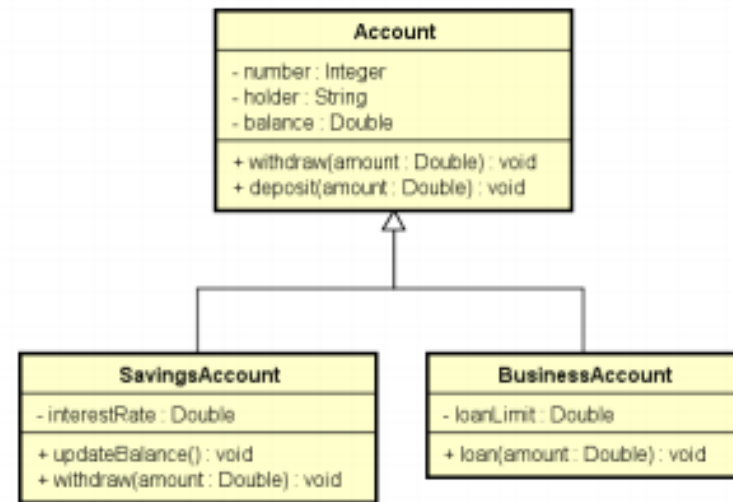 Account
- number : Integer
- holder : String
- balance : Double
+ withdraw(amount : Double) : void
+ deposit(amount : Double) : void
SavingsAccount
- interestRate : Double
+ updateBalance() : void
+ withdraw(amount : Double) : void
BusinessAccount
- loanLimit : Double
+ loan(amount : Double) : void